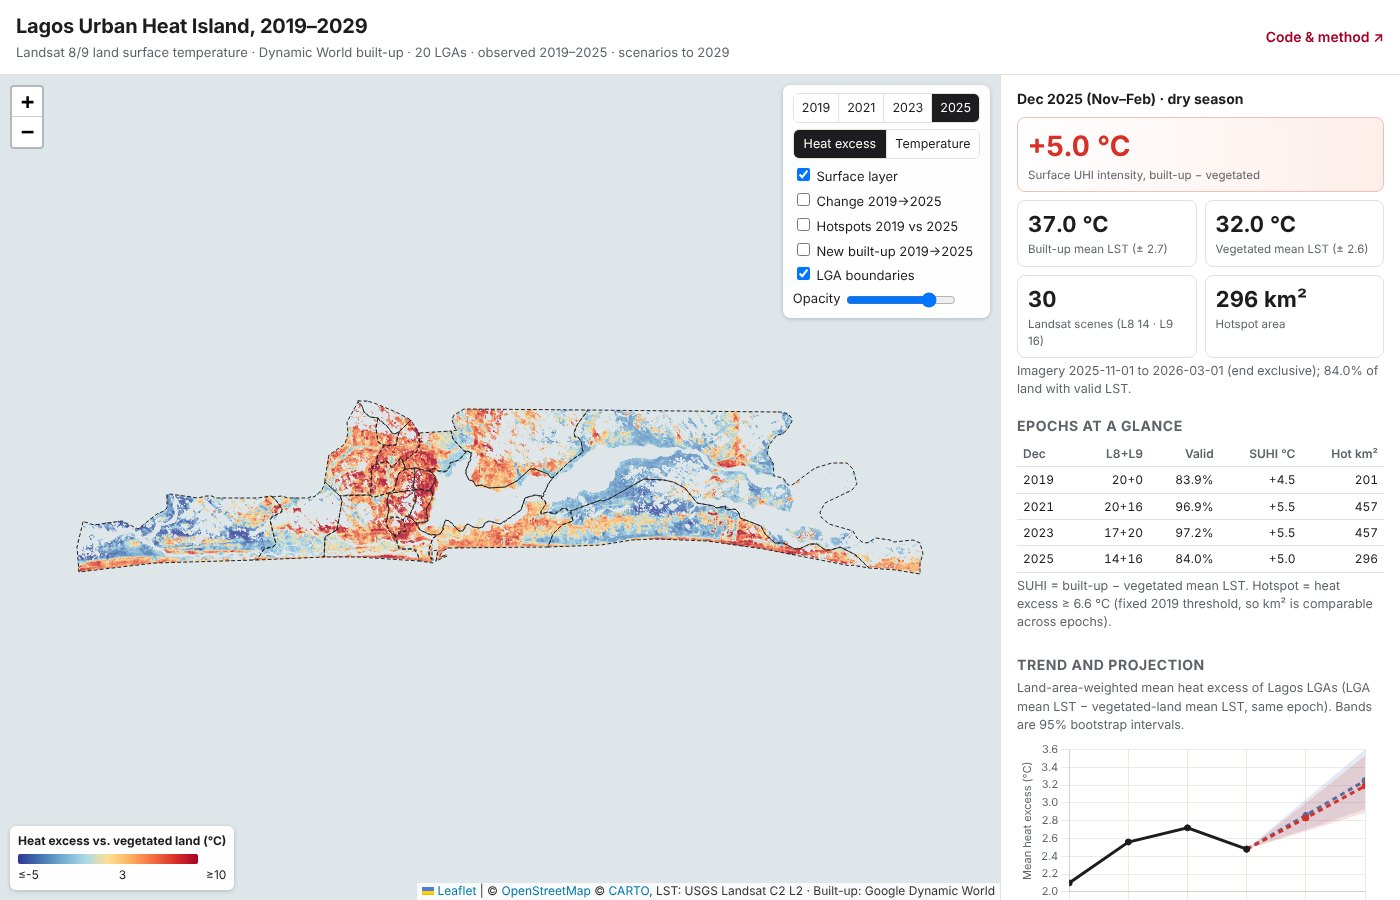 Lagos Urban Heat Island, 2019–2029
Landsat 8/9 land surface temperature · Dynamic World built-up · 20 LGAs · observed 2019–2025 · scenarios to 2029
Code & method ↗
+
−
2019 2021 2023 2025
Heat excess Temperature
Surface layer
Change 2019→2025
Hotspots 2019 vs 2025
New built-up 2019→2025
LGA boundaries
Opacity
Heat excess vs. vegetated land (°C)
≤-5 3 ≥10
Leaflet | © OpenStreetMap © CARTO, LST: USGS Landsat C2 L2 · Built-up: Google Dynamic World
Dec 2025 (Nov–Feb) · dry season
+5.0 °C
Surface UHI intensity, built-up − vegetated
37.0 °C
Built-up mean LST (± 2.7)
32.0 °C
Vegetated mean LST (± 2.6)
30
Landsat scenes (L8 14 · L9
16)
296 km²
Hotspot area
Imagery 2025-11-01 to 2026-03-01 (end exclusive); 84.0% of
land with valid LST.
EPOCHS AT A GLANCE
Dec L8+L9 Valid SUHI °C Hot km²
2019 20+0 83.9% +4.5 201
2021 20+16 96.9% +5.5 457
2023 17+20 97.2% +5.5 457
2025 14+16 84.0% +5.0 296
SUHI = built-up − vegetated mean LST. Hotspot = heat
excess ≥ 6.6 °C (fixed 2019 threshold, so km² is comparable
across epochs).
TREND AND PROJECTION
Land-area-weighted mean heat excess of Lagos LGAs (LGA
mean LST − vegetated-land mean LST, same epoch). Bands
are 95% bootstrap intervals.
Mean heat excess (°C)
3.6
3.4
3.2
3.0
2.8
2.6
2.4
2.2
2.0